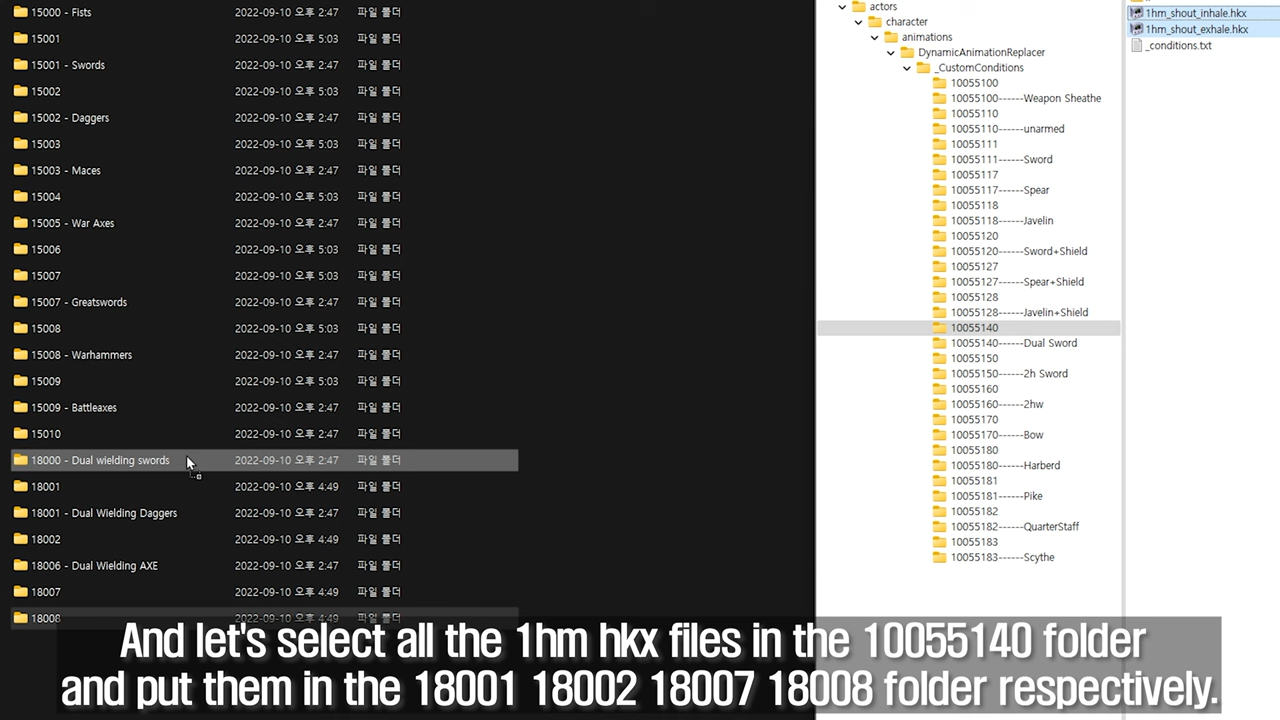 15000 - Fists 2022-09-10 오후 2:47 파일 폴더
15001 2022-09-10 오후 5:03 파일 폴더
15001 - Swords 2022-09-10 오후 2:47 파일 폴더
15002 2022-09-10 오후 5:03 파일 폴더
15002 - Daggers 2022-09-10 오후 2:47 파일 폴더
15003 2022-09-10 오후 5:03 파일 폴더
15003 - Maces 2022-09-10 오후 2:47 파일 폴더
15004 2022-09-10 오후 5:03 파일 폴더
15005 - War Axes 2022-09-10 오후 2:47 파일 폴더
15006 2022-09-10 오후 5:03 파일 폴더
15007 2022-09-10 오후 5:03 파일 폴더
15007 - Greatswords 2022-09-10 오후 2:47 파일 폴더
15008 2022-09-10 오후 5:03 파일 폴더
15008 - Warhammers 2022-09-10 오후 2:47 파일 폴더
15009 2022-09-10 오후 5:03 파일 폴더
15009 - Battleaxes 2022-09-10 오후 2:47 파일 폴더
15010 2022-09-10 오후 2:47 파일 폴더
18000 - Dual wielding swords 2022-09-10 오후 2:47 파일 폴더
18001 2022-09-10 오후 4:49 파일 폴더
18001 - Dual Wielding Daggers 2022-09-10 오후 2:47 파일 폴더
18002 2022-09-10 오후 4:49 파일 폴더
18006 - Dual Wielding AXE 2022-09-10 오후 2:47 파일 폴더
18007 2022-09-10 오후 4:49 파일 폴더
18008 2022-09-10 오후 4:49 파일 폴더
actors
character
animations
DynamicAnimationReplacer
_CustomConditions
10055100
10055100------Weapon Sheathe
10055110
10055110------unarmed
10055111
10055111------Sword
10055117
10055117------Spear
10055118
10055118------Javelin
10055120
10055120------Sword+Shield
10055127
10055127------Spear+Shield
10055128
10055128------Javelin+Shield
10055140
10055140------Dual Sword
10055150
10055150------2h Sword
10055160
10055160------2hw
10055170
10055170------Bow
10055180
10055180------Harberd
10055181
10055181------Pike
10055182
10055182------QuarterStaff
10055183
10055183------Scythe
1hm_shout_inhale.hkx
1hm_shout_exhale.hkx
_conditions.txt
And let's select all the 1hm hkx files in the 10055140 folder
and put them in the 18001 18002 18007 18008 folder respectively.